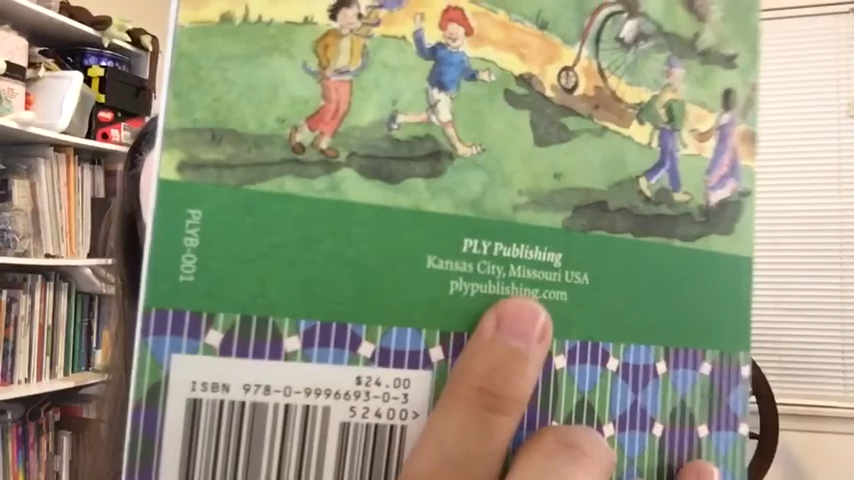 PLYB-001
PLY Publishing
Kansas City, Missouri USA
plypublishing.com
$24.00
ISBN 978-0-9996693-0-3
52400>